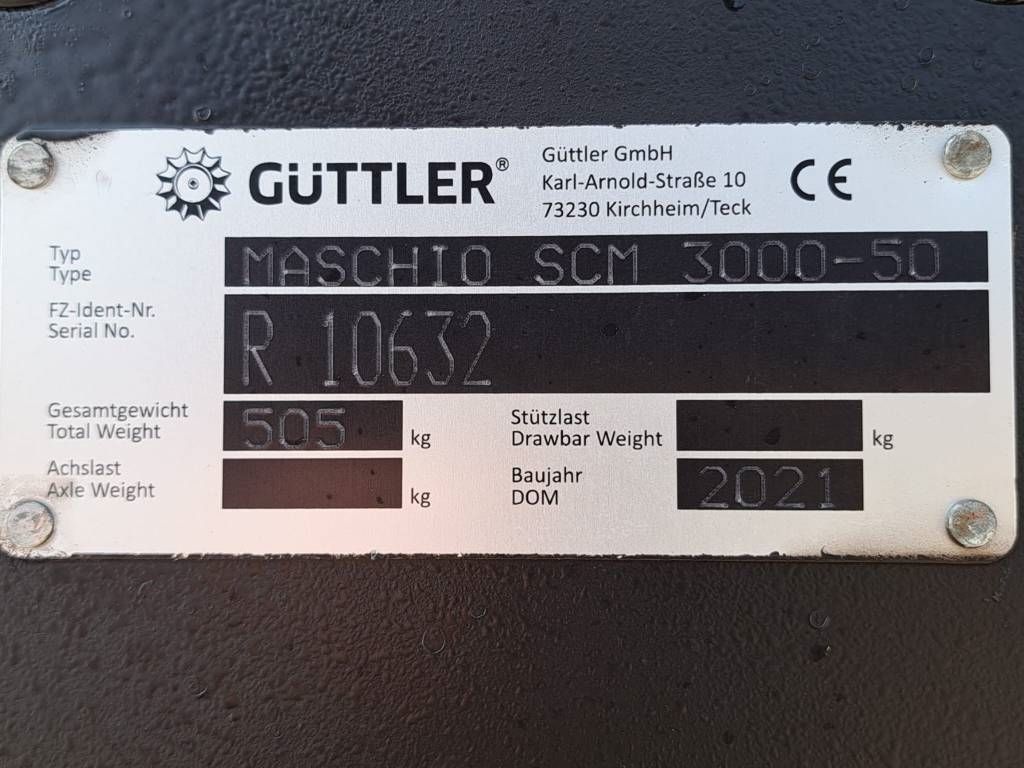 GÜTTLER®
Güttler GmbH
Karl-Arnold-Straße 10
73230 Kirchheim/Teck
CE
Typ
Type
MASCHIO SCM 3000-50
FZ-Ident-Nr.
Serial No.
R 10632
Gesamtgewicht
Total Weight
505 kg
Stützlast
Drawbar Weight
kg
Achslast
Axle Weight
kg
Baujahr
DOM
2021